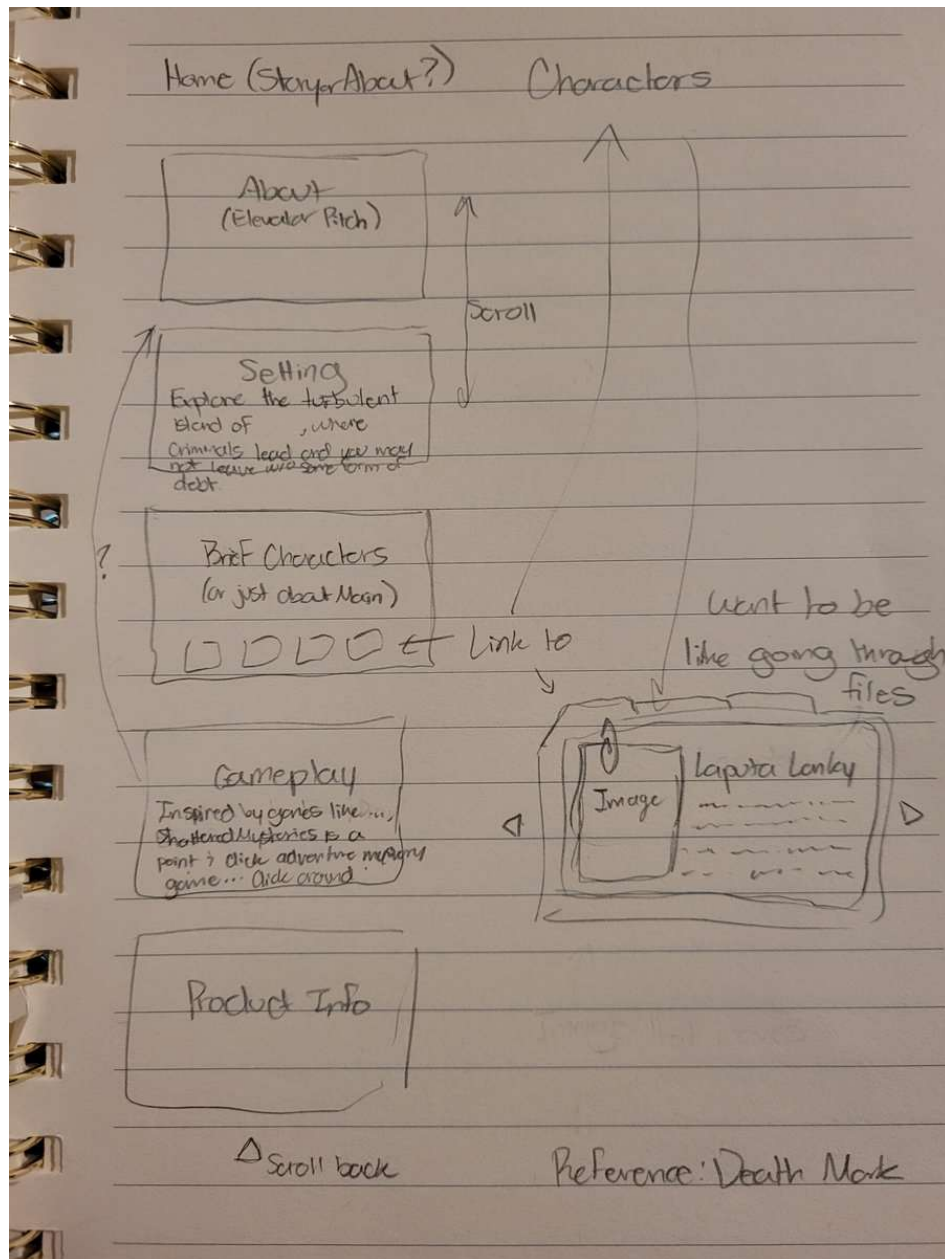 Home (Story or About?)
Characters
About
(Elevator Pitch)
Scroll
Setting
Explore the turbulent
island of , where
Criminals lead and you may
not leave w/o some form of
debt.
?
Brief Characters
(or just about Main)
Link to
want to be
like going through
files
Gameplay
Inspired by games like...,
Shattered Mysteries is a
point & click adventure mystery
game... Click around.
Image
Laputa Lanky
Product Info
Scroll back
Reference: Death Mark